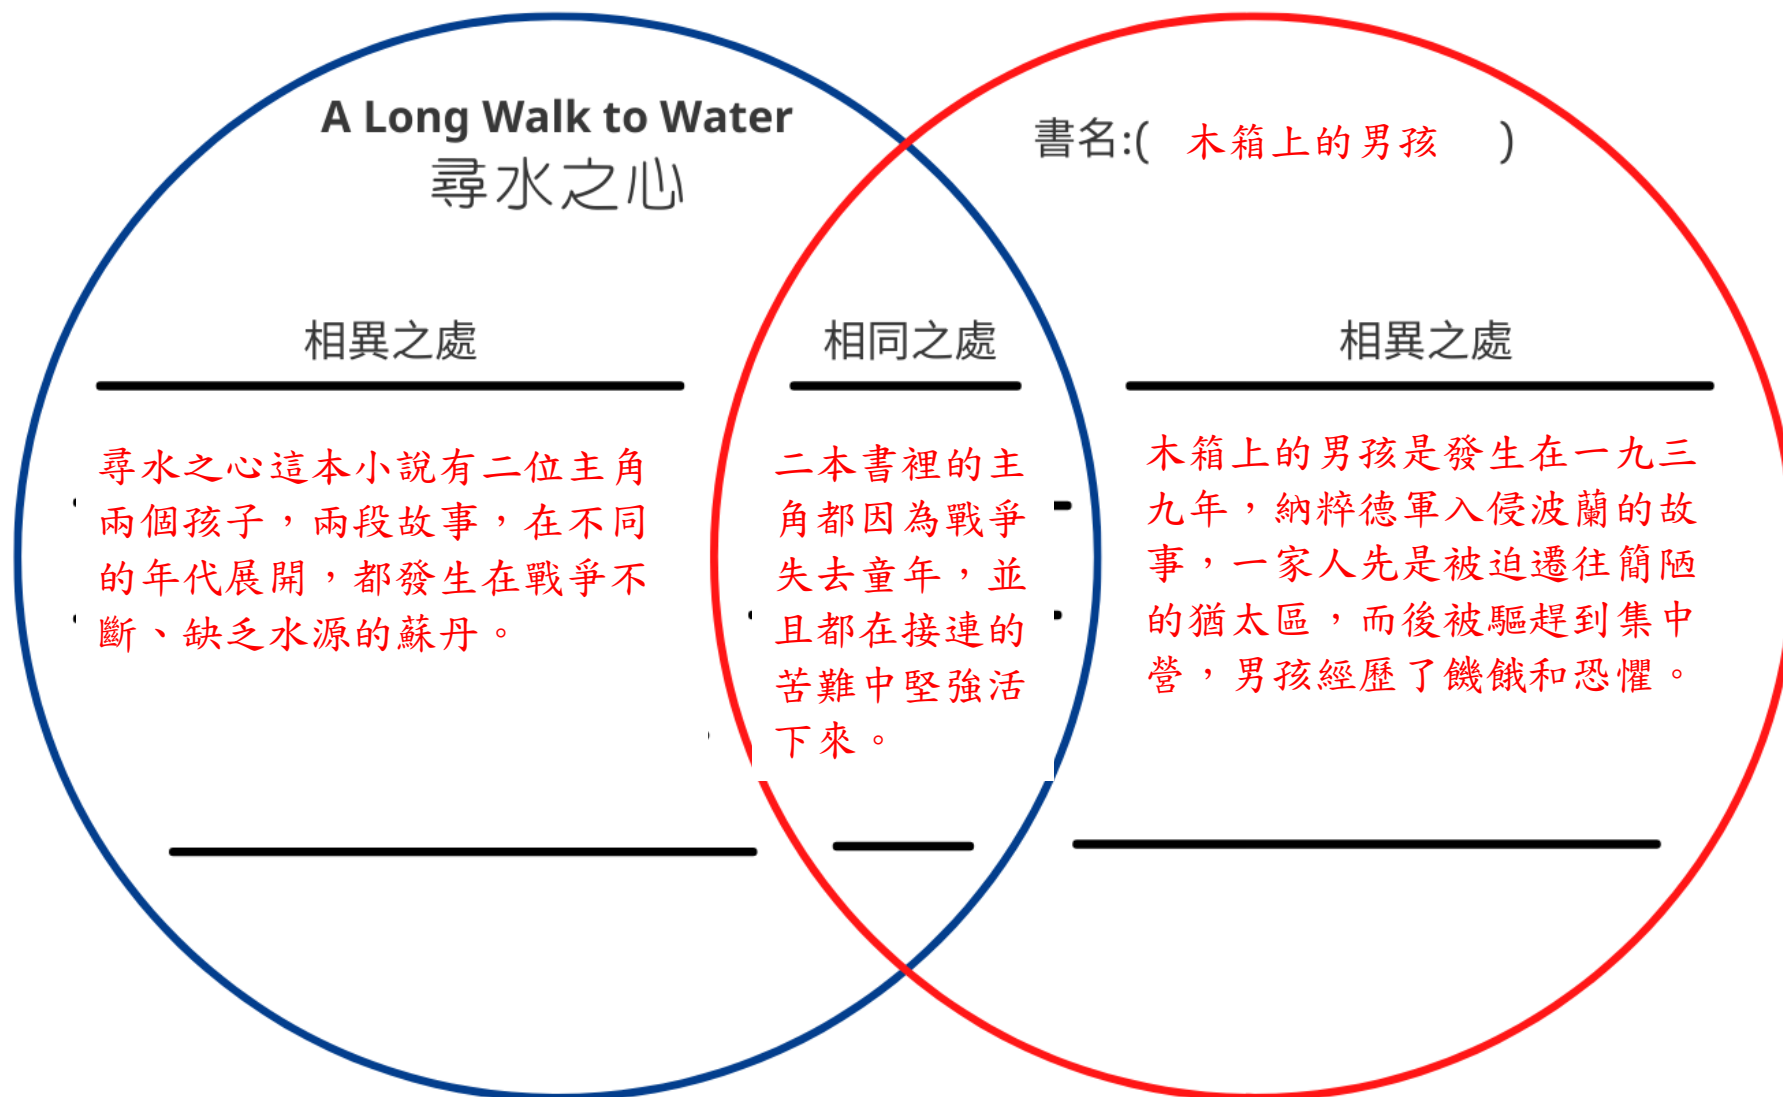 A Long Walk to Water
尋水之心
相異之處
尋水之心這本小說有二位主角
兩個孩子，兩段故事，在不同
的年代展開，都發生在戰爭不
斷、缺乏水源的蘇丹。
相同之處
二本書裡的主
角都因為戰爭
失去童年，並
且都在接連的
苦難中堅強活
下來。
書名:( 木箱上的男孩 )
相異之處
木箱上的男孩是發生在一九三
九年，納粹德軍入侵波蘭的故
事，一家人先是被迫遷往簡陋
的猶太區，而後被驅趕到集中
營，男孩經歷了饑餓和恐懼。